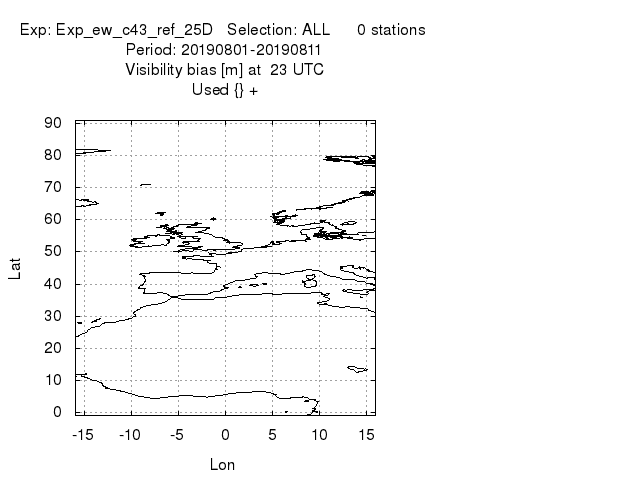 Exp: Exp_ew_c43_ref_25D   Selection: ALL      0 stations
Period: 20190801-20190811
Visibility bias [m] at  23 UTC
Used {} +
90
80
70
60
50
40
30
20
10
0
Lat
-15 -10 -5 0 5 10 15
Lon